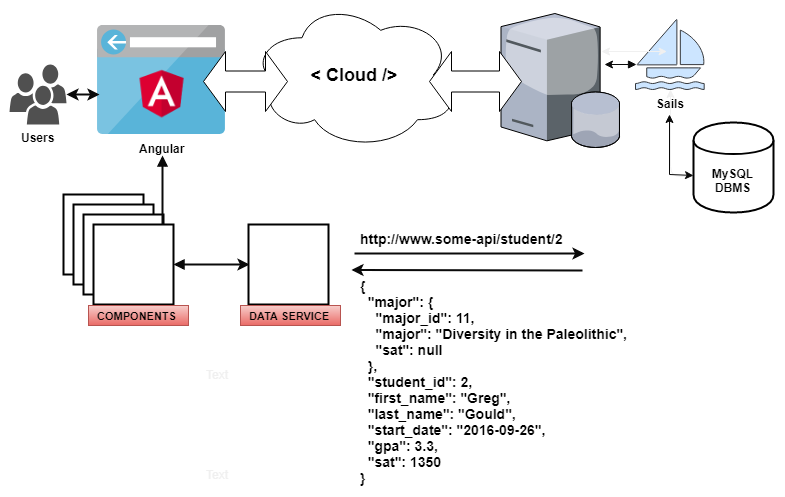 < Cloud />
Users
Angular
Sails
MySQL
DBMS
http://www.some-api/student/2
COMPONENTS
DATA SERVICE
{
"major": {
"major_id": 11,
"major": "Diversity in the Paleolithic",
"sat": null
},
"student_id": 2,
"first_name": "Greg",
"last_name": "Gould",
"start_date": "2016-09-26",
"gpa": 3.3,
"sat": 1350
}
Text
Text